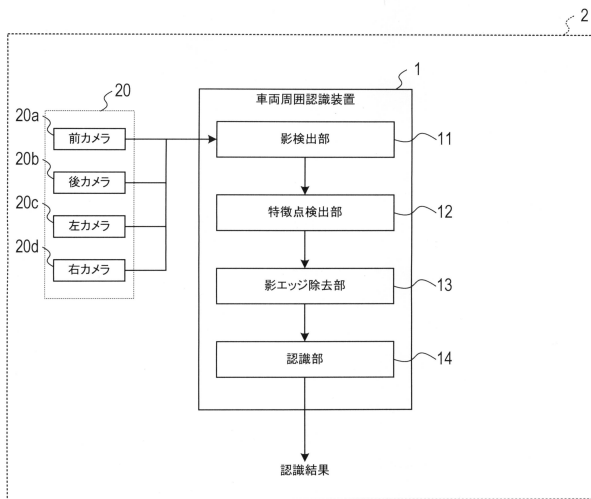 2
1
車両周囲認識装置
20
20a
前カメラ
影検出部
11
20b
後カメラ
20c
特徴点検出部
12
左カメラ
20d
右カメラ
影エッジ除去部
13
認識部
14
認識結果